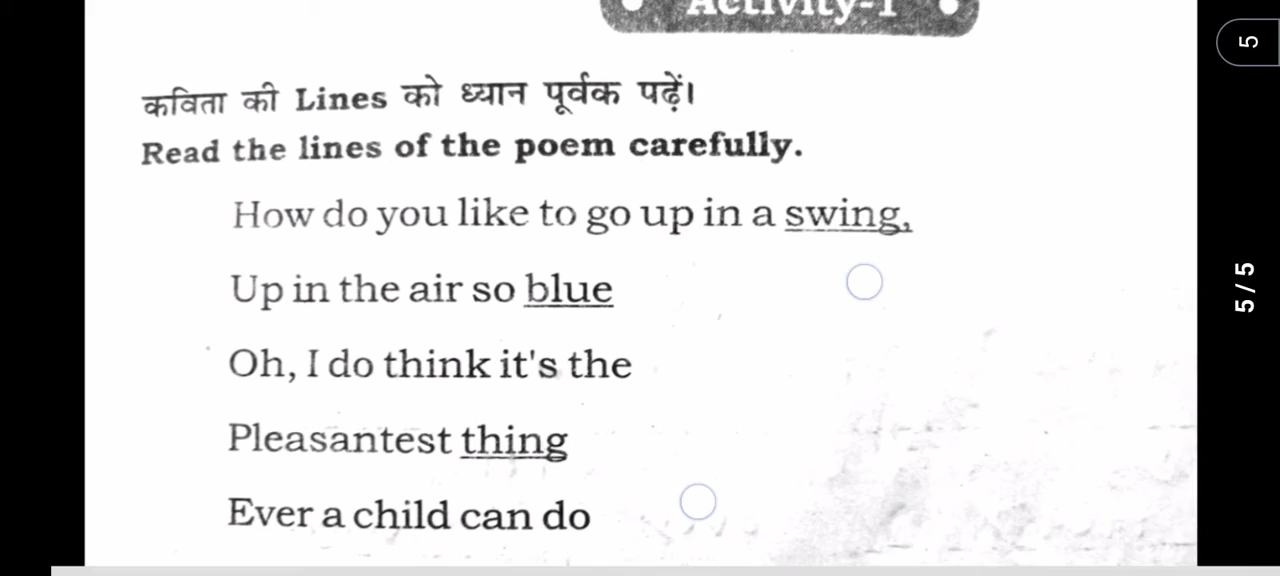 Activity-1
कविता की Lines को ध्यान पूर्वक पढ़ें।
Read the lines of the poem carefully.
How do you like to go up in a swing,
Up in the air so blue
Oh, I do think it's the
Pleasantest thing
Ever a child can do
5
5/5